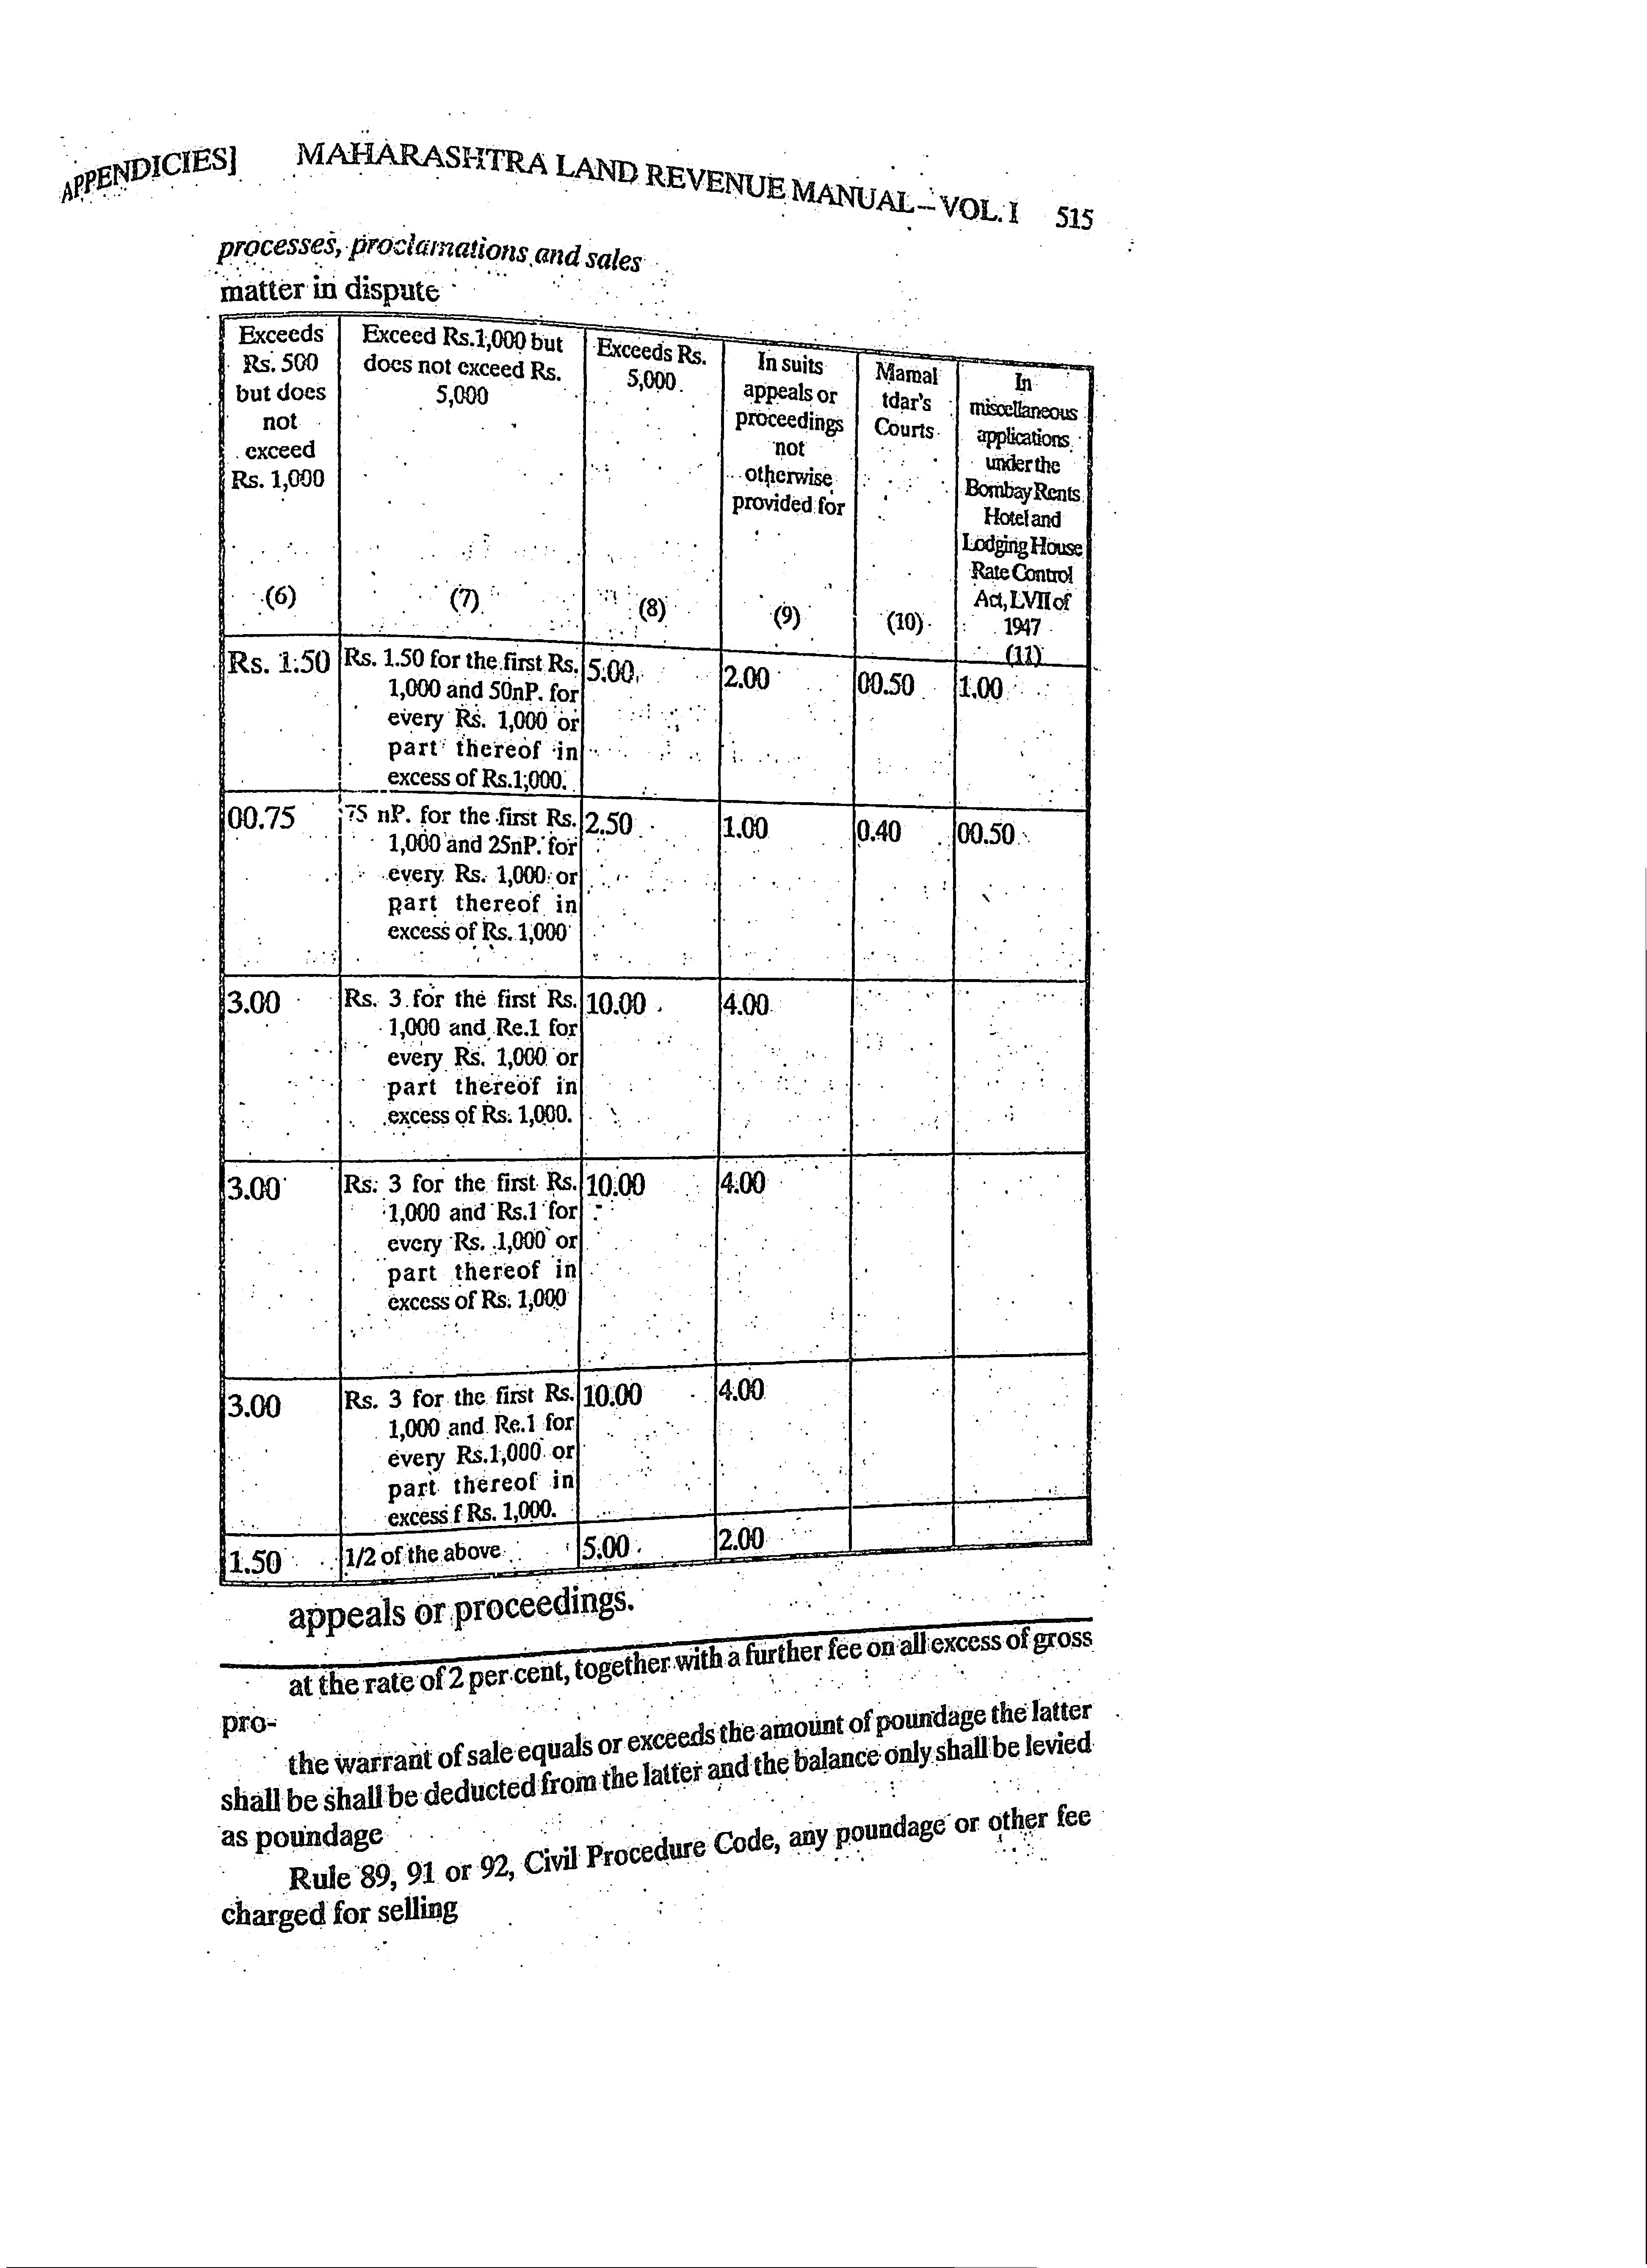 APPENDICIES] MAHARASHTRA LAND REVENUE MANUAL – VOL. I 515
processes, proclamations and sales
matter in dispute
Exceeds
Rs. 500
but does
not
exceed
Rs. 1,000
(6)
Exceed Rs.1,000 but
does not exceed Rs.
5,000
(7)
Exceeds Rs.
5,000
(8)
In suits
appeals or
proceedings
not
otherwise
provided for
(9)
Mamal
tdar's
Courts
(10)
In
miscellaneous
applications
under the
Bombay Rents
Hotel and
Lodging House
Rate Control
Act, LVII of
1947
(11)
Rs. 1.50
Rs. 1.50 for the first Rs.
1,000 and 50nP. for
every Rs. 1,000 or
part thereof in
excess of Rs.1,000.
5.00
2.00
00.50
1.00
00.75
75 nP. for the first Rs.
1,000 and 25nP. for
every Rs. 1,000 or
part thereof in
excess of Rs. 1,000
2.50
1.00
0.40
00.50
3.00
Rs. 3 for the first Rs.
1,000 and Re.1 for
every Rs. 1,000 or
part thereof in
excess of Rs. 1,000.
10.00
4.00
3.00
Rs. 3 for the first Rs.
1,000 and Rs.1 for
every Rs. 1,000 or
part thereof in
excess of Rs. 1,000
10.00
4.00
3.00
Rs. 3 for the first Rs.
1,000 and Re.1 for
every Rs.1,000 or
part thereof in
excess f Rs. 1,000.
10.00
4.00
1.50
1/2 of the above
5.00
2.00
appeals or proceedings.
at the rate of 2 per cent, together with a further fee on all excess of gross
pro-
the warrant of sale equals or exceeds the amount of poundage the latter
shall be shall be deducted from the latter and the balance only shall be levied
as poundage
Rule 89, 91 or 92, Civil Procedure Code, any poundage or other fee
charged for selling